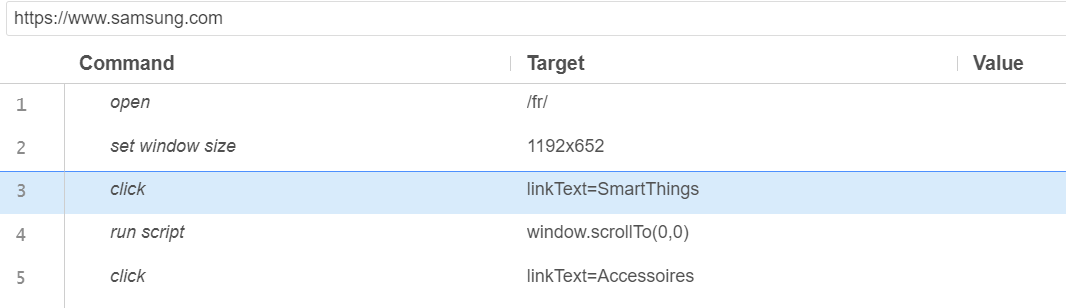 https://www.samsung.com
Command Target Value
1 open /fr/
2 set window size 1192x652
3 click linkText=SmartThings
4 run script window.scrollTo(0,0)
5 click linkText=Accessoires